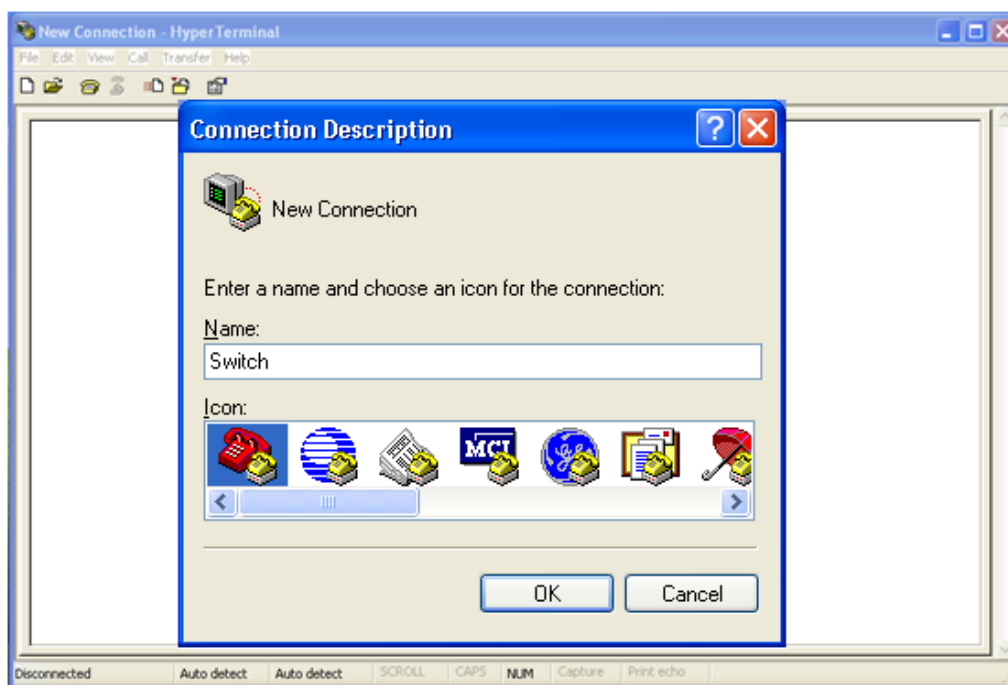 New Connection - HyperTerminal
File Edit View Call Transfer Help
Connection Description
New Connection
Enter a name and choose an icon for the connection:
Name:
Switch
Icon:
MCI
OK Cancel
Disconnected Auto detect Auto detect SCROLL CAPS NUM Capture Print echo